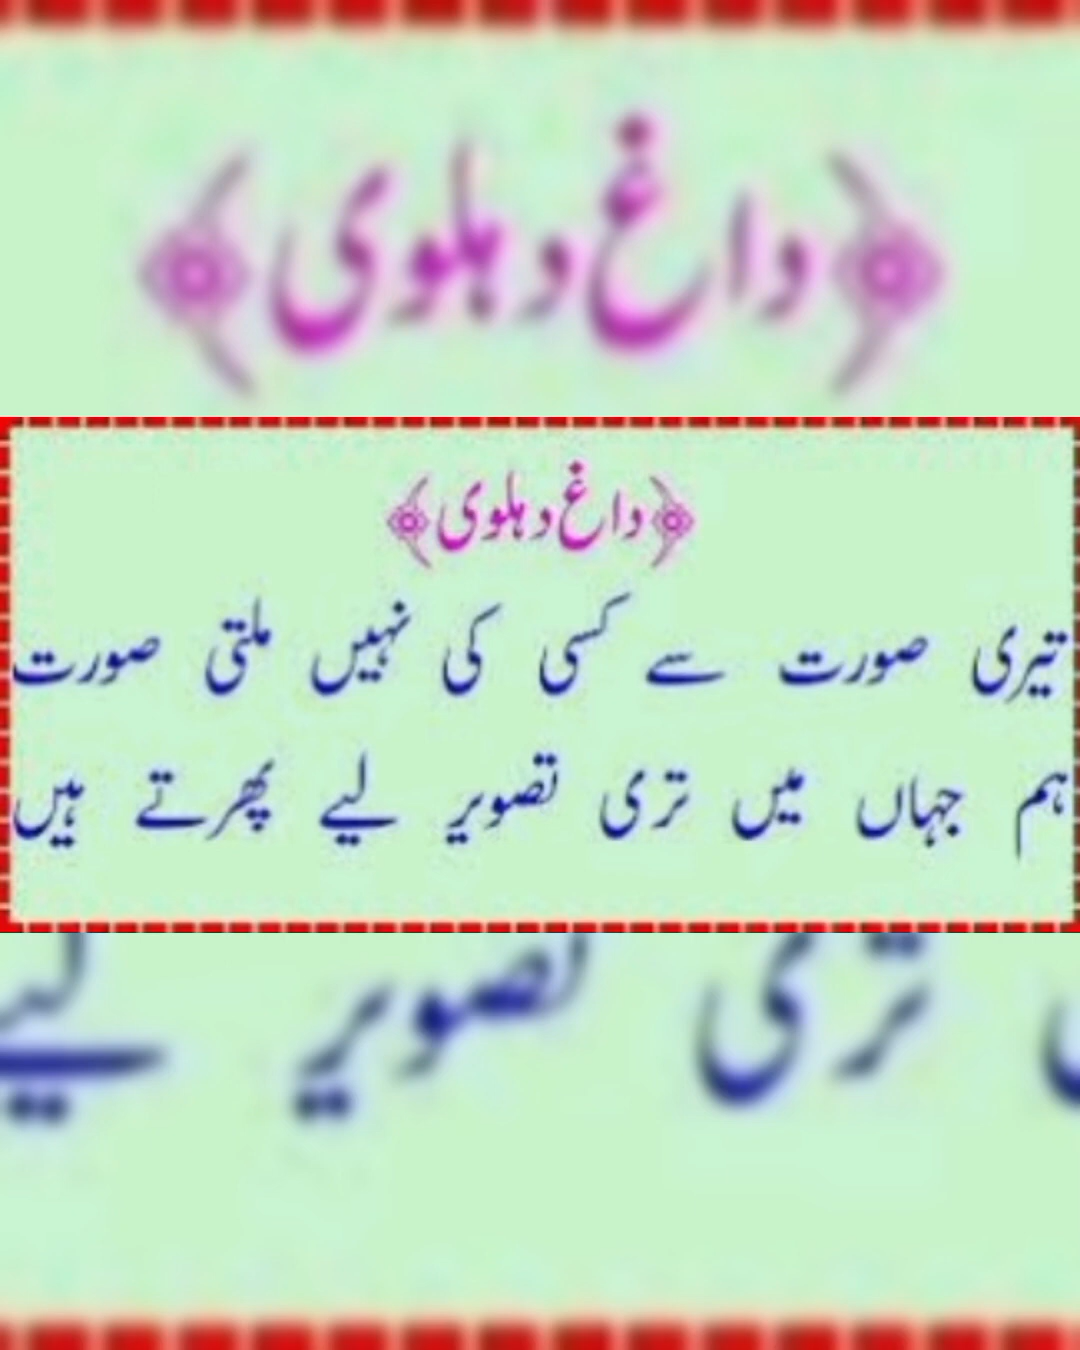 داغ دہلوی
داغ دہلوی
تیری صورت سے کسی کی نہیں ملتی صورت
ہم جہاں میں تری تصویر لیے پھرتے ہیں
تری تصویر لیے